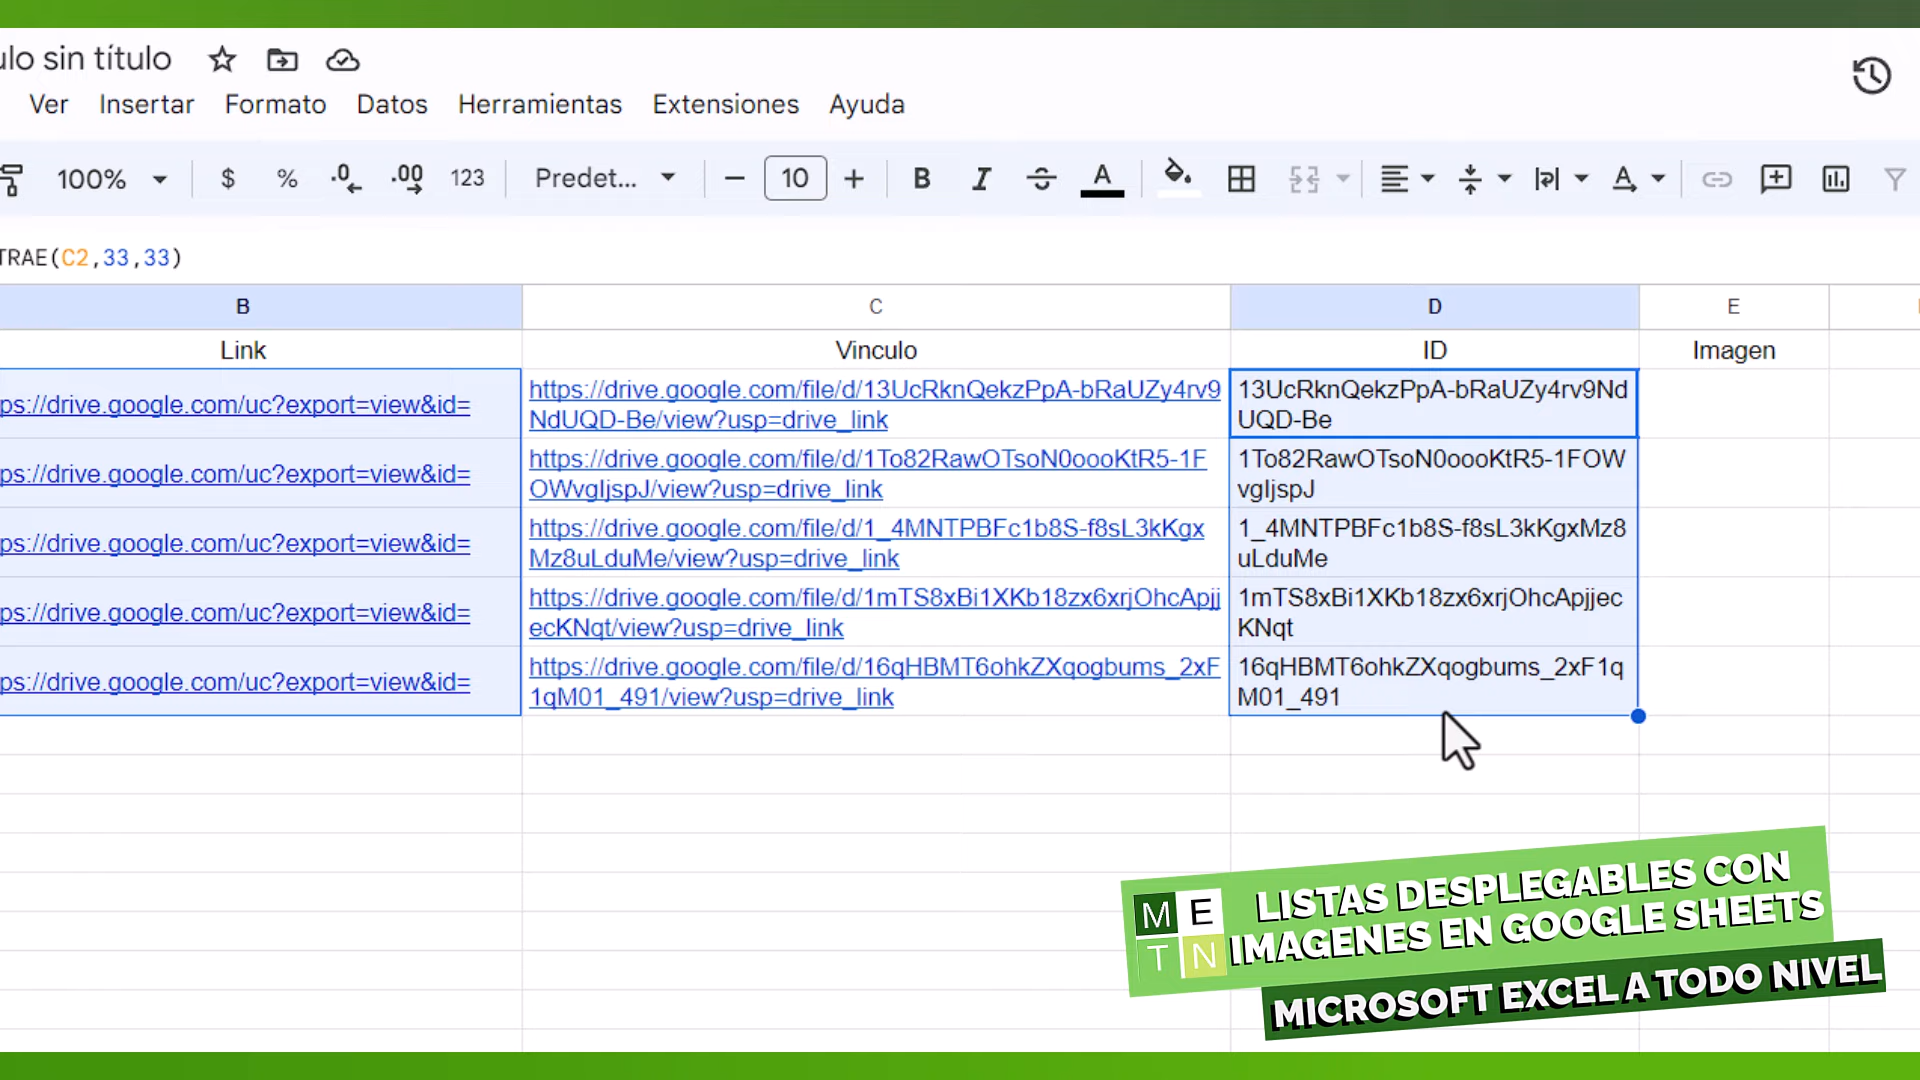 ulo sin título
Ver Insertar Formato Datos Herramientas Extensiones Ayuda
100% $ % .0 .00 123 Predet... − 10 + B I A A
TRAE(C2,33,33)
B C D E
Link Vinculo ID Imagen
ps://drive.google.com/uc?export=view&id=
https://drive.google.com/file/d/13UcRknQekzPpA-bRaUZy4rv9
NdUQD-Be/view?usp=drive_link
13UcRknQekzPpA-bRaUZy4rv9Nd
UQD-Be
ps://drive.google.com/uc?export=view&id=
https://drive.google.com/file/d/1To82RawOTsoN0oooKtR5-1F
OWvgIjspJ/view?usp=drive_link
1To82RawOTsoN0oooKtR5-1FOW
vgIjspJ
ps://drive.google.com/uc?export=view&id=
https://drive.google.com/file/d/1_4MNTPBFc1b8S-f8sL3kKgx
Mz8uLduMe/view?usp=drive_link
1_4MNTPBFc1b8S-f8sL3kKgxMz8
uLduMe
ps://drive.google.com/uc?export=view&id=
https://drive.google.com/file/d/1mTS8xBi1XKb18zx6xrjOhcApjj
ecKNqt/view?usp=drive_link
1mTS8xBi1XKb18zx6xrjOhcApjjec
KNqt
ps://drive.google.com/uc?export=view&id=
https://drive.google.com/file/d/16qHBMT6ohkZXqogbums_2xF
1qM01_491/view?usp=drive_link
16qHBMT6ohkZXqogbums_2xF1q
M01_491
M E
T N
LISTAS DESPLEGABLES CON
IMAGENES EN GOOGLE SHEETS
MICROSOFT EXCEL A TODO NIVEL